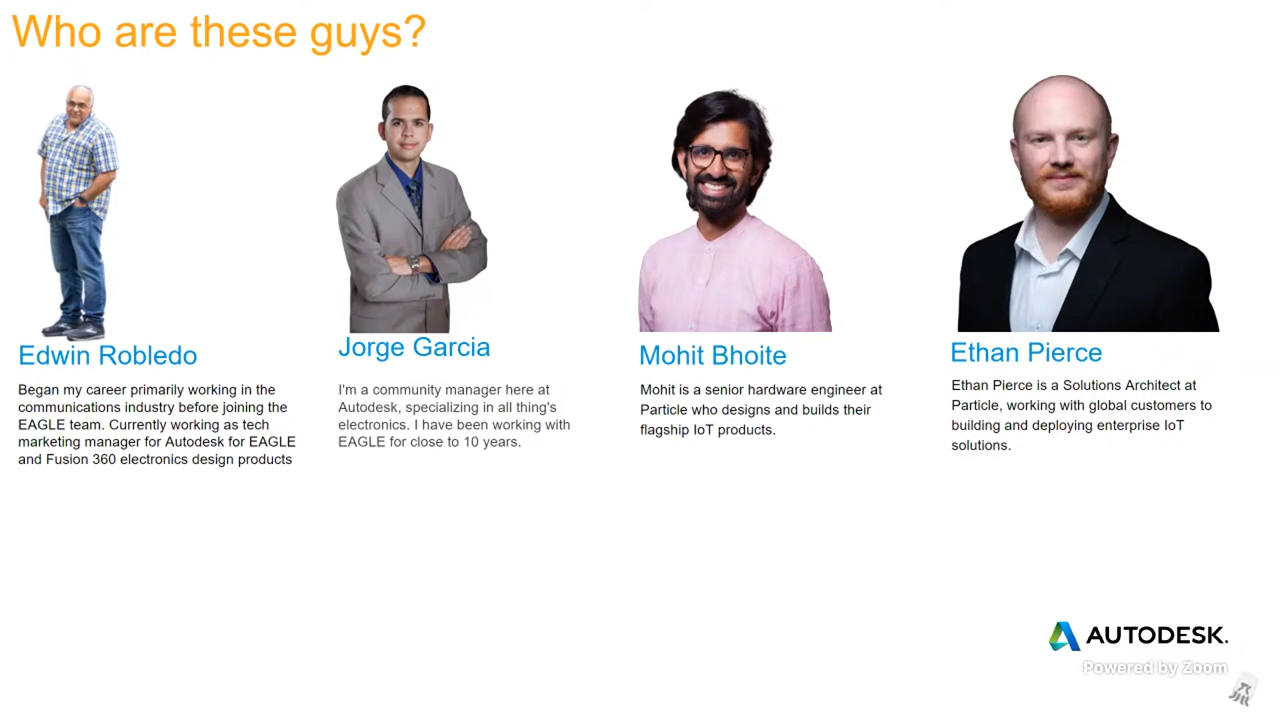 Who are these guys?
Edwin Robledo
Began my career primarily working in the
communications industry before joining the
EAGLE team. Currently working as tech
marketing manager for Autodesk for EAGLE
and Fusion 360 electronics design products
Jorge Garcia
I'm a community manager here at
Autodesk, specializing in all thing's
electronics. I have been working with
EAGLE for close to 10 years.
Mohit Bhoite
Mohit is a senior hardware engineer at
Particle who designs and builds their
flagship IoT products.
Ethan Pierce
Ethan Pierce is a Solutions Architect at
Particle, working with global customers to
building and deploying enterprise IoT
solutions.
AUTODESK.
Powered by Zoom